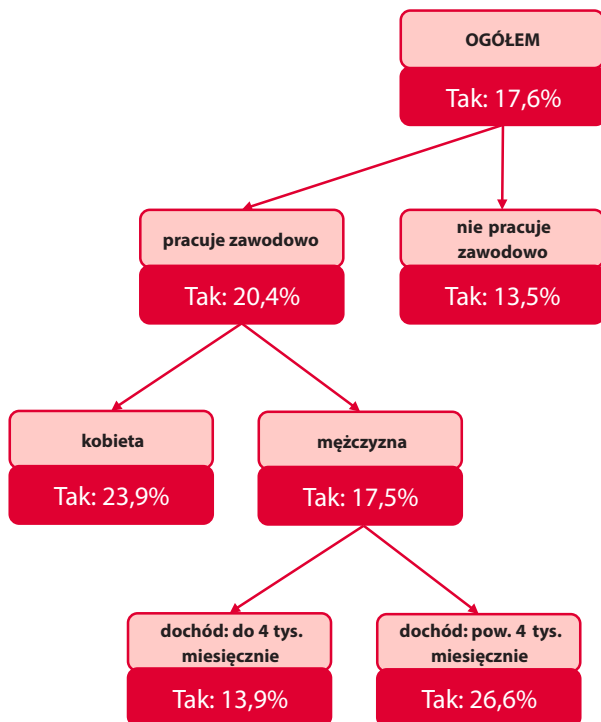 OGÓŁEM
Tak: 17,6%
pracuje zawodowo
Tak: 20,4%
nie pracuje
zawodowo
Tak: 13,5%
kobieta
Tak: 23,9%
mężczyzna
Tak: 17,5%
dochód: do 4 tys.
miesięcznie
Tak: 13,9%
dochód: pow. 4 tys.
miesięcznie
Tak: 26,6%